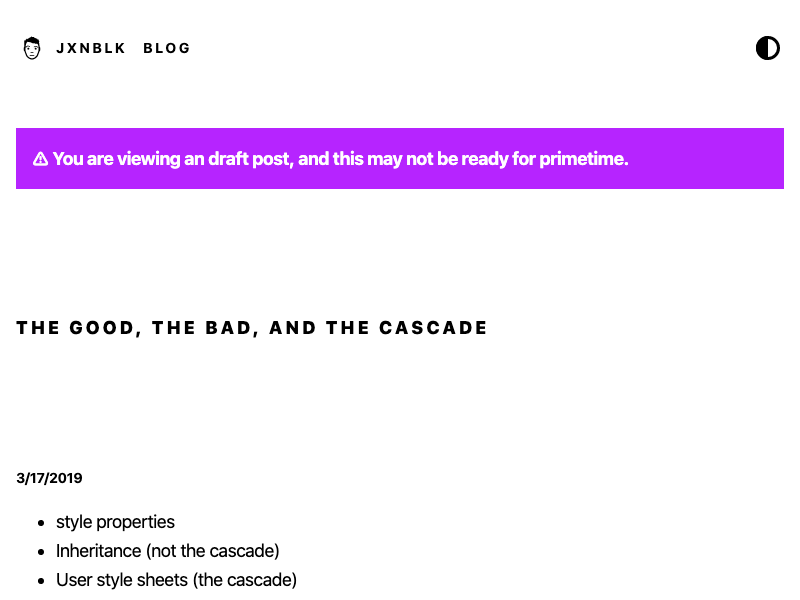 JXNBLK BLOG
⚠ You are viewing an draft post, and this may not be ready for primetime.
THE GOOD, THE BAD, AND THE CASCADE
3/17/2019
• style properties
• Inheritance (not the cascade)
• User style sheets (the cascade)